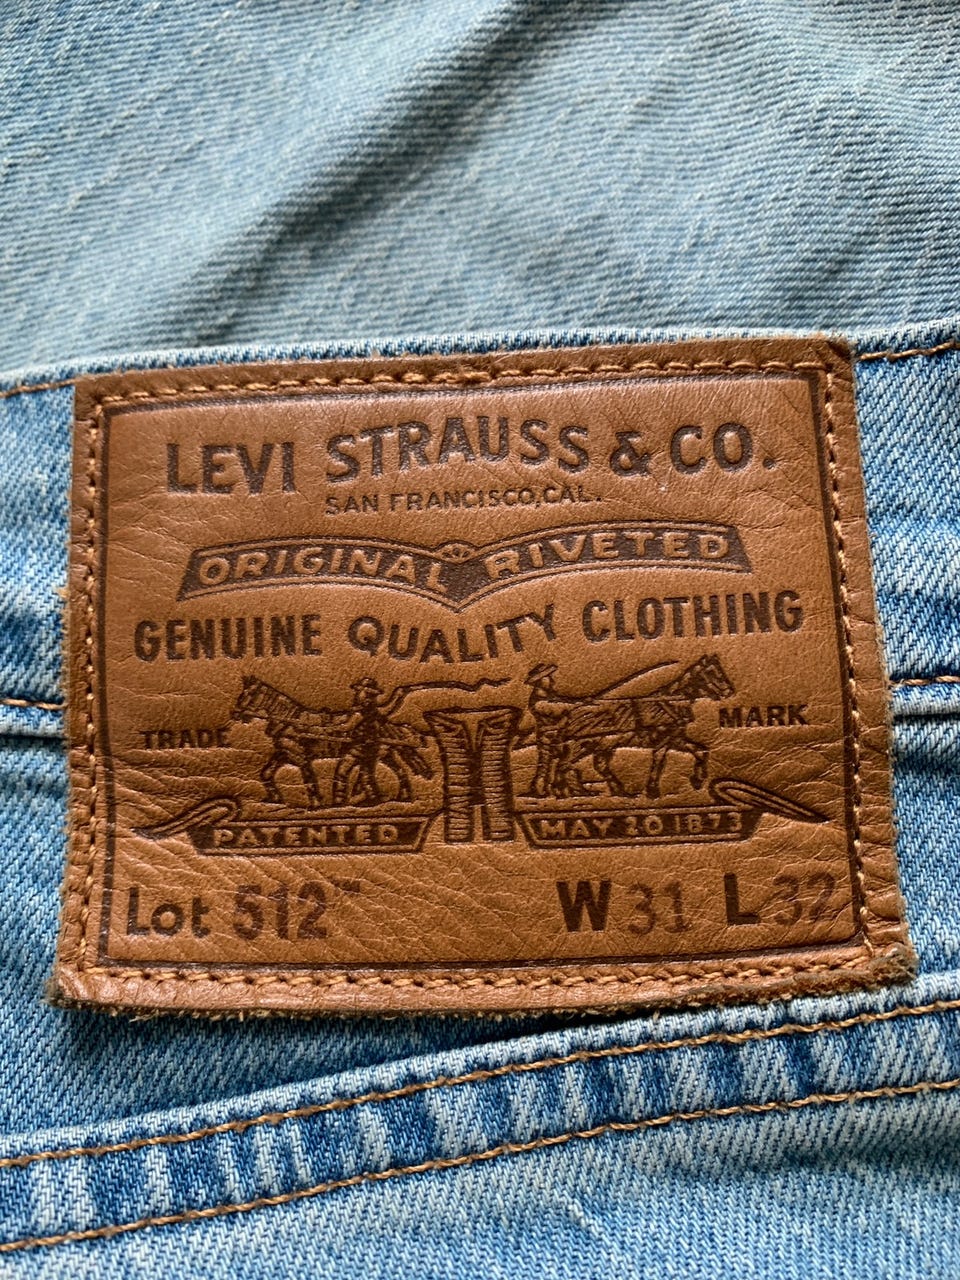 LEVI STRAUSS & CO.
SAN FRANCISCO, CAL.
ORIGINAL RIVETED
GENUINE QUALITY CLOTHING
TRADE MARK
PATENTED MAY 20 1873
Lot 512™ W 31 L 32